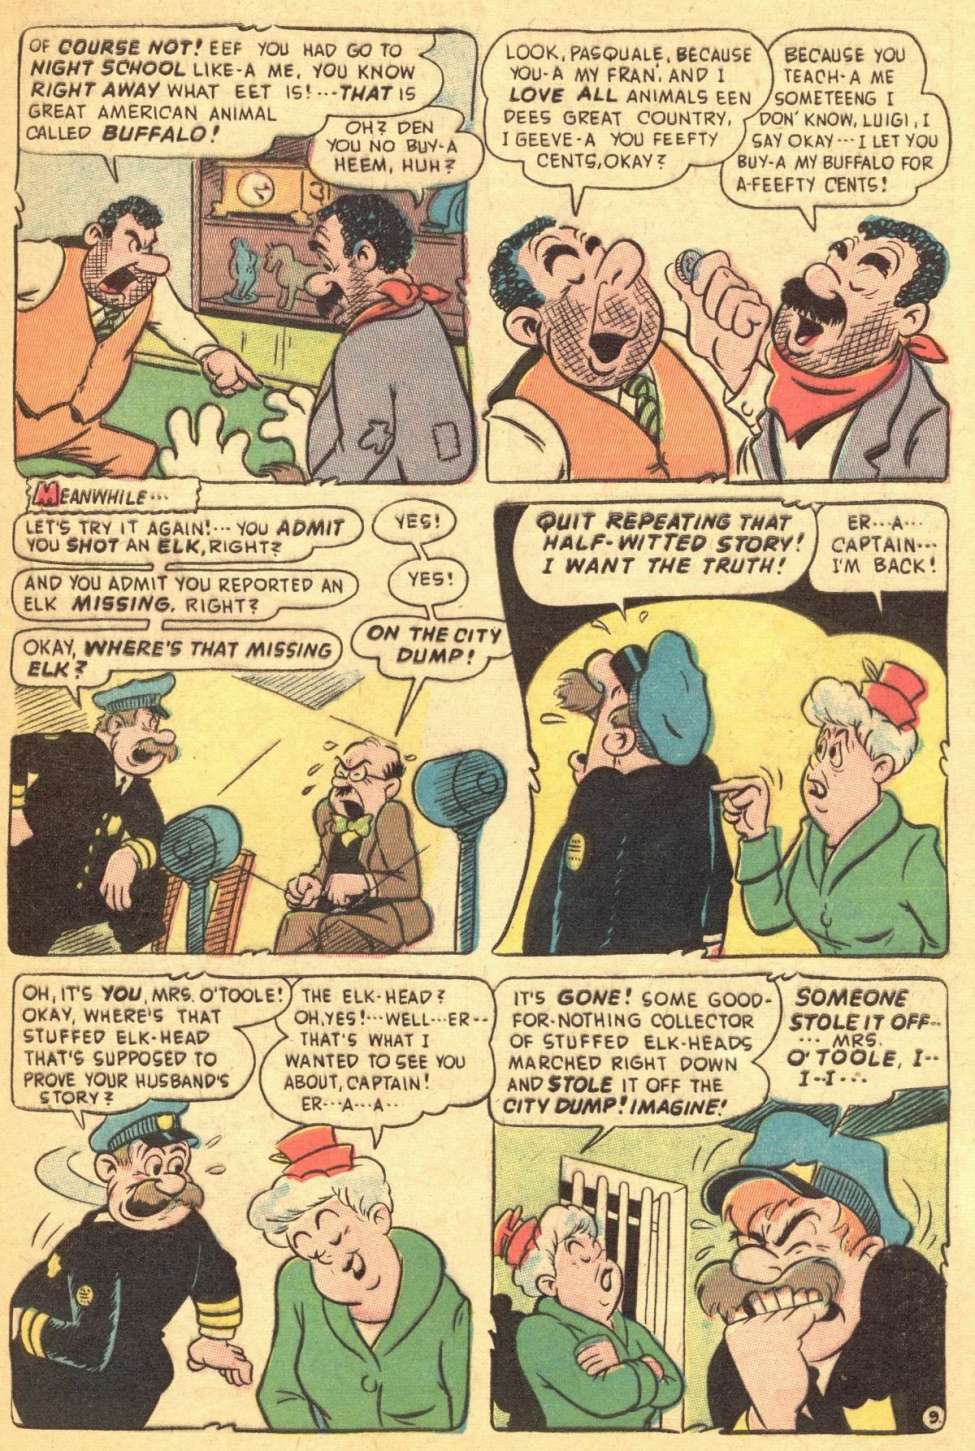 OF COURSE NOT! EEF YOU HAD GO TO
NIGHT SCHOOL LIKE-A ME, YOU KNOW
RIGHT AWAY WHAT EET IS! --- THAT IS
GREAT AMERICAN ANIMAL
CALLED BUFFALO!
OH? DEN
YOU NO BUY-A
HEEM, HUH?
LOOK, PASQUALE, BECAUSE
YOU-A MY FRAN', AND I
LOVE ALL ANIMALS EEN
DEES GREAT COUNTRY,
I GEEVE-A YOU FEEFTY
CENTS, OKAY?
BECAUSE YOU
TEACH-A ME
SOMETEENG I
DON' KNOW, LUIGI, I
SAY OKAY --- I LET YOU
BUY-A MY BUFFALO FOR
A-FEEFTY CENTS!
MEANWHILE---
LET'S TRY IT AGAIN! --- YOU ADMIT
YOU SHOT AN ELK, RIGHT?
YES!
AND YOU ADMIT YOU REPORTED AN
ELK MISSING, RIGHT?
YES!
OKAY, WHERE'S THAT MISSING
ELK?
ON THE CITY
DUMP!
QUIT REPEATING THAT
HALF-WITTED STORY!
I WANT THE TRUTH!
ER---A---
CAPTAIN---
I'M BACK!
OH, IT'S YOU, MRS. O'TOOLE!
OKAY, WHERE'S THAT
STUFFED ELK-HEAD
THAT'S SUPPOSED TO
PROVE YOUR HUSBAND'S
STORY?
THE ELK-HEAD?
OH, YES! --- WELL---ER--
THAT'S WHAT I
WANTED TO SEE YOU
ABOUT, CAPTAIN!
ER---A---A--
IT'S GONE! SOME GOOD-
FOR-NOTHING COLLECTOR
OF STUFFED ELK-HEADS
MARCHED RIGHT DOWN
AND STOLE IT OFF THE
CITY DUMP! IMAGINE!
SOMEONE
STOLE IT OFF--
--- MRS.
O'TOOLE, I--
I--I---
9.